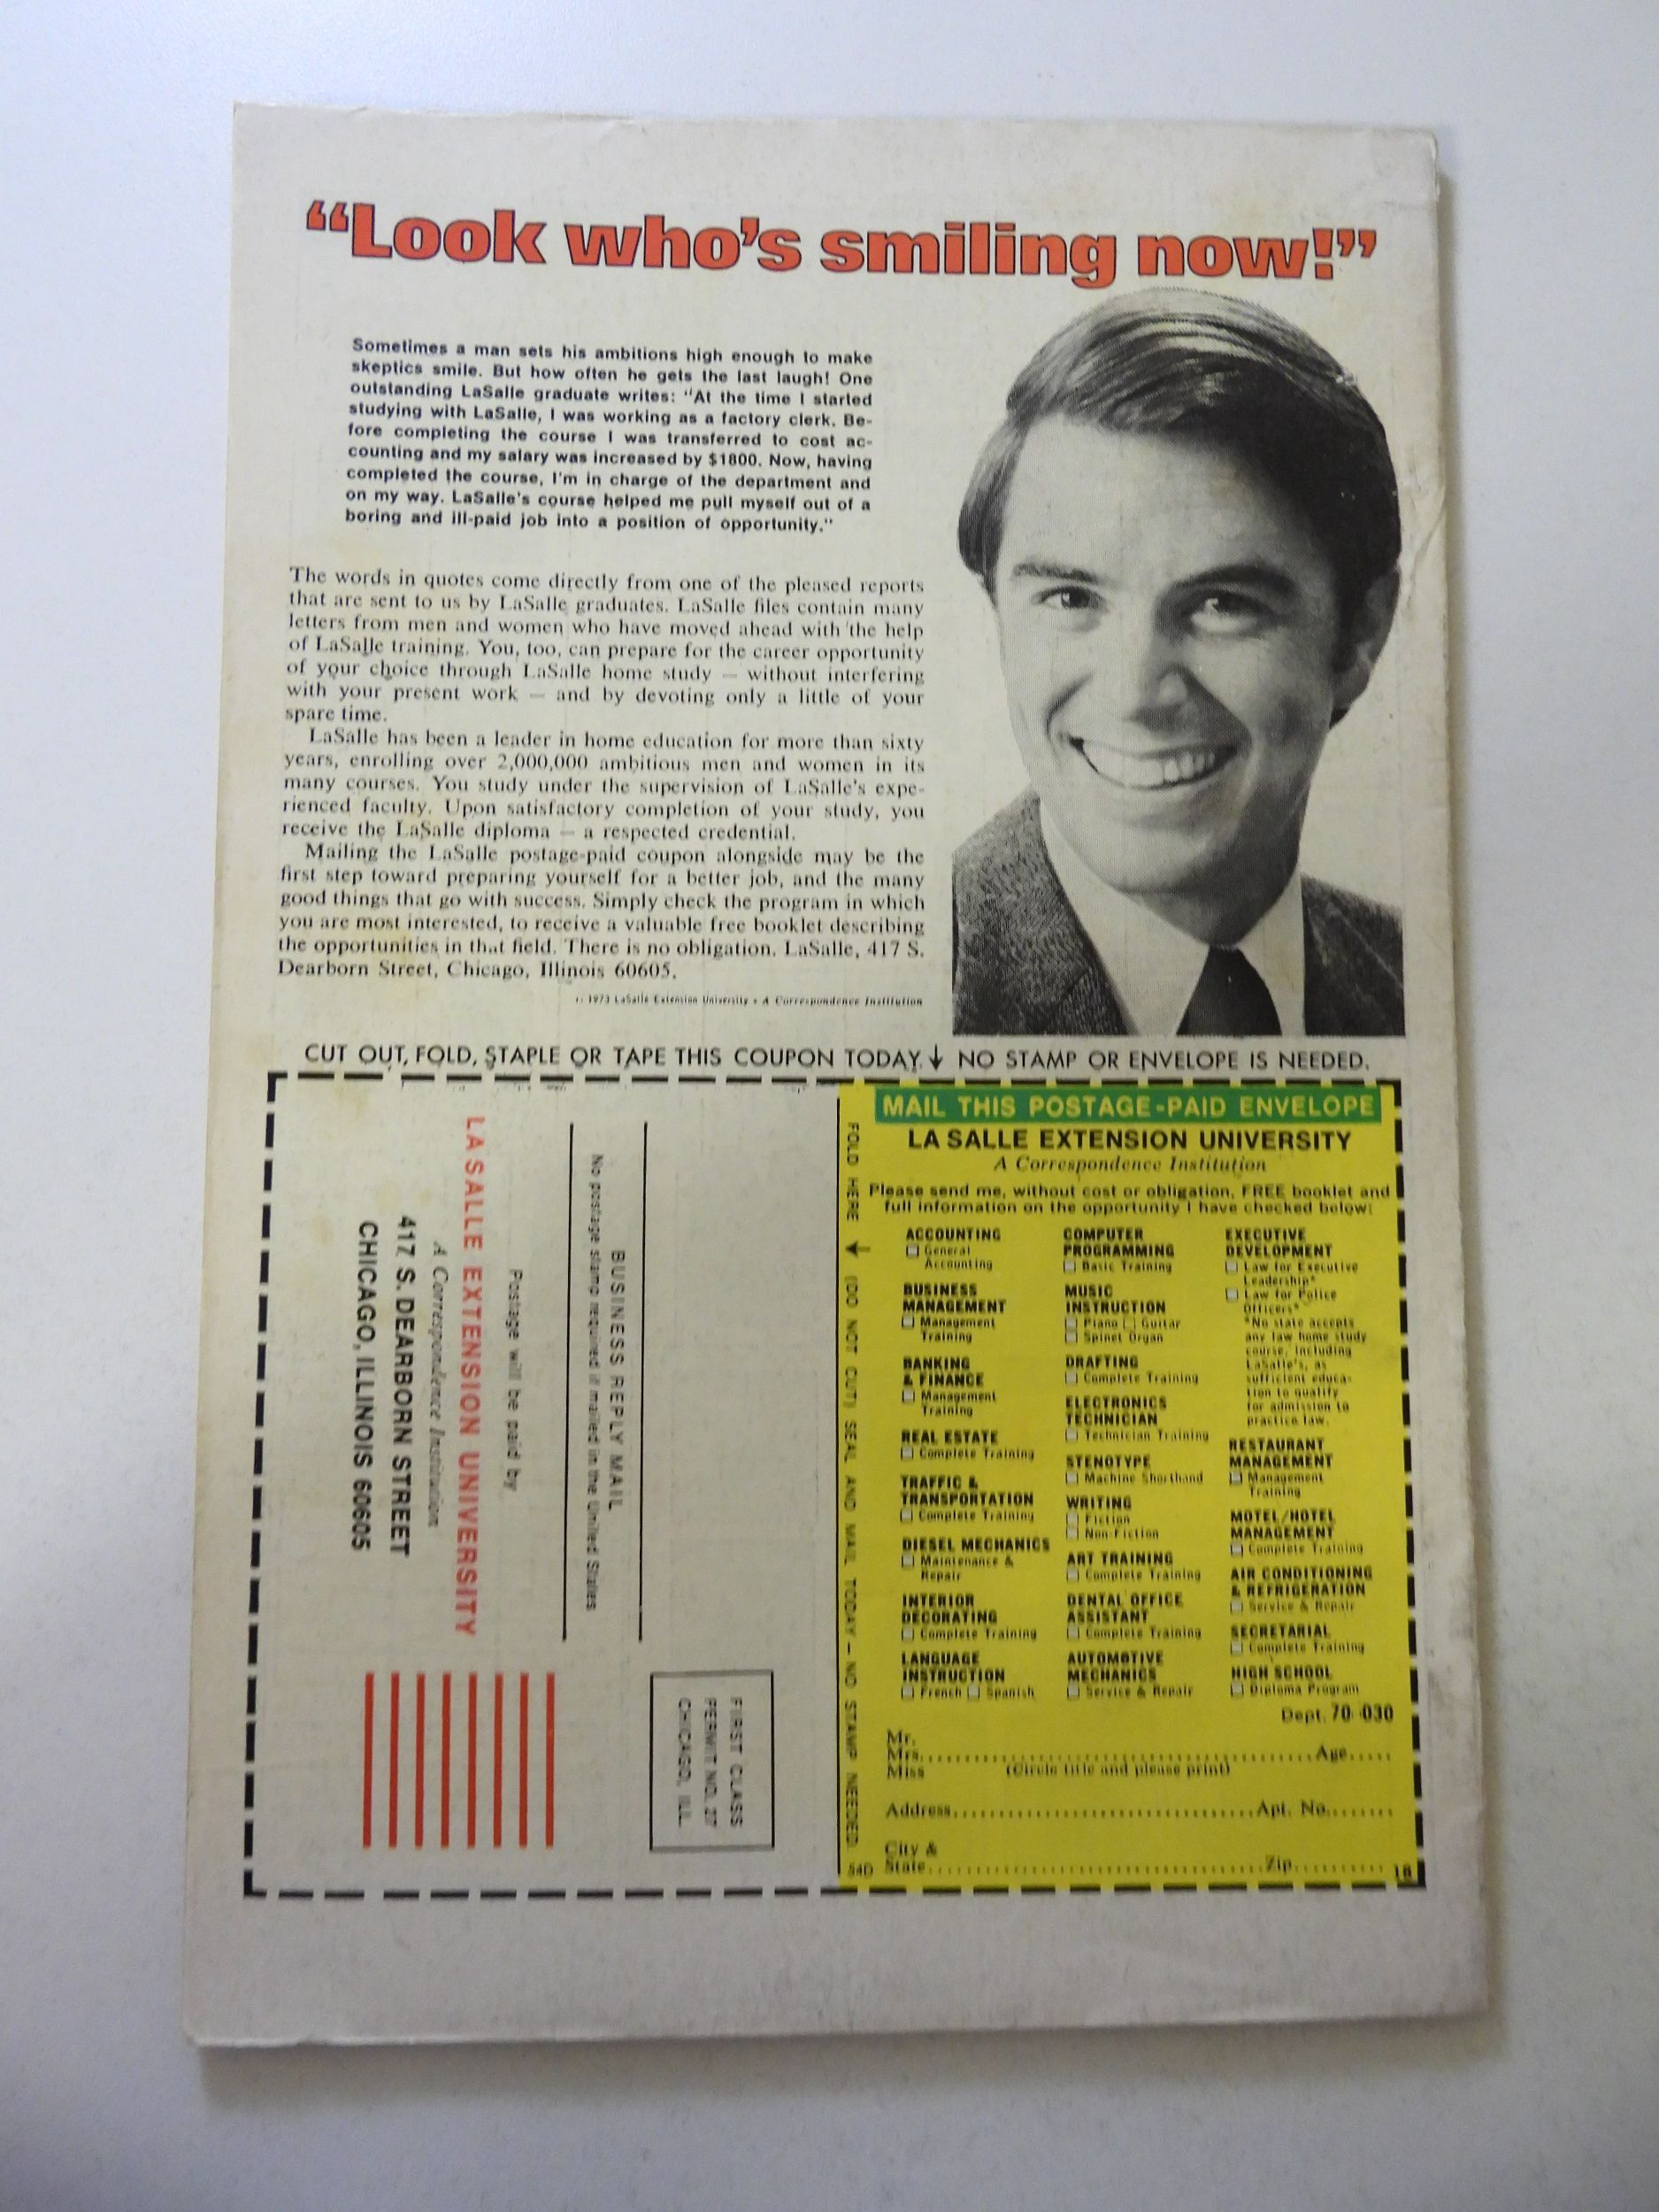 “Look who's smiling now!”
Sometimes a man sets his ambitions high enough to make
skeptics smile. But how often he gets the last laugh! One
outstanding LaSalle graduate writes: “At the time I started
studying with LaSalle, I was working as a factory clerk. Be-
fore completing the course I was transferred to cost ac-
counting and my salary was increased by $1800. Now, having
completed the course, I'm in charge of the department and
on my way. LaSalle's course helped me pull myself out of a
boring and ill-paid job into a position of opportunity.”
The words in quotes come directly from one of the pleased reports
that are sent to us by LaSalle graduates. LaSalle files contain many
letters from men and women who have moved ahead with the help
of LaSalle training. You, too, can prepare for the career opportunity
of your choice through LaSalle home study — without interfering
with your present work — and by devoting only a little of your
spare time.
LaSalle has been a leader in home education for more than sixty
years, enrolling over 2,000,000 ambitious men and women in its
many courses. You study under the supervision of LaSalle's expe-
rienced faculty. Upon satisfactory completion of your study, you
receive the LaSalle diploma — a respected credential.
Mailing the LaSalle postage-paid coupon alongside may be the
first step toward preparing yourself for a better job, and the many
good things that go with success. Simply check the program in which
you are most interested, to receive a valuable free booklet describing
the opportunities in that field. There is no obligation. LaSalle, 417 S.
Dearborn Street, Chicago, Illinois 60605.
© 1973 LaSalle Extension University • A Correspondence Institution
CUT OUT, FOLD, STAPLE OR TAPE THIS COUPON TODAY. ↓ NO STAMP OR ENVELOPE IS NEEDED.
FIRST CLASS
PERMIT NO. 27
CHICAGO, ILL.
BUSINESS REPLY MAIL
No postage stamp required if mailed in the United States
Postage will be paid by
LA SALLE EXTENSION UNIVERSITY
A Correspondence Institution
417 S. DEARBORN STREET
CHICAGO, ILLINOIS 60605
FOLD HERE (DO NOT CUT) SEAL AND MAIL TODAY — NO STAMP NEEDED
MAIL THIS POSTAGE-PAID ENVELOPE
LA SALLE EXTENSION UNIVERSITY
A Correspondence Institution
Please send me, without cost or obligation, FREE booklet and
full information on the opportunity I have checked below:
ACCOUNTING
General
Accounting
BUSINESS
MANAGEMENT
Management
Training
BANKING
& FINANCE
Management
Training
REAL ESTATE
Complete Training
TRAFFIC &
TRANSPORTATION
Complete Training
DIESEL MECHANICS
Maintenance &
Repair
INTERIOR
DECORATING
Complete Training
LANGUAGE
INSTRUCTION
French Spanish
COMPUTER
PROGRAMMING
Basic Training
MUSIC
INSTRUCTION
Piano Guitar
Spinet Organ
DRAFTING
Complete Training
ELECTRONICS
TECHNICIAN
Technician Training
STENOTYPE
Machine Shorthand
WRITING
Fiction
Non-Fiction
ART TRAINING
Complete Training
DENTAL OFFICE
ASSISTANT
Complete Training
AUTOMOTIVE
MECHANICS
Service & Repair
EXECUTIVE
DEVELOPMENT
Law for Executive
Leadership*
Law for Police
Officers*
*No state accepts
any law home study
course, including
LaSalle's, as
sufficient educa-
tion to qualify
for admission to
practice law.
RESTAURANT
MANAGEMENT
Management
Training
MOTEL/HOTEL
MANAGEMENT
Complete Training
AIR CONDITIONING
& REFRIGERATION
Service & Repair
SECRETARIAL
Complete Training
HIGH SCHOOL
Diploma Program
Dept. 70-030
Mr.
Mrs. Age
Miss (Circle title and please print)
Address Apt. No.
City &
State Zip